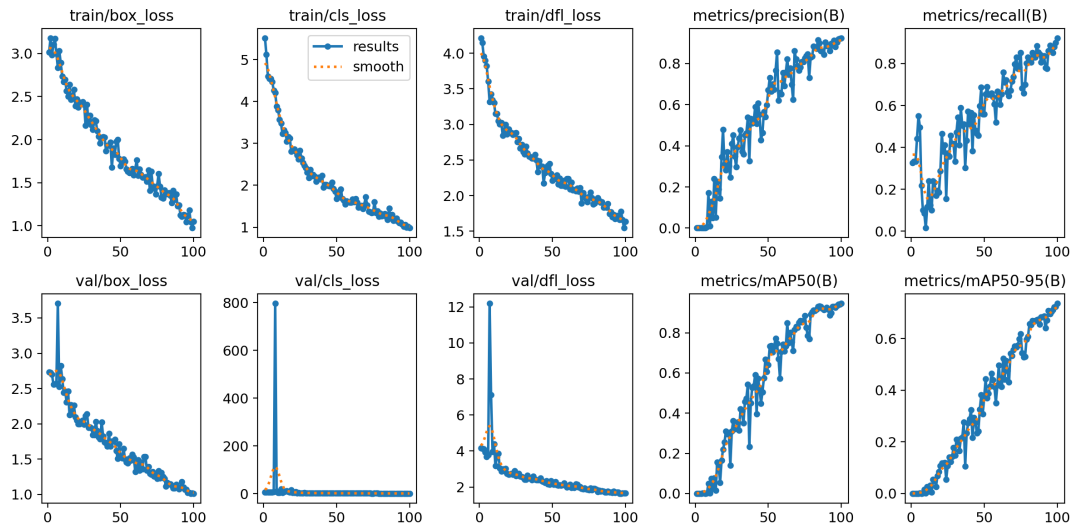 train/box_loss
train/cls_loss
train/dfl_loss
metrics/precision(B)
metrics/recall(B)
3.0
2.5
2.0
1.5
1.0
0 50 100
5
4
3
2
1
0 50 100
results
smooth
4.0
3.5
3.0
2.5
2.0
1.5
0 50 100
0.8
0.6
0.4
0.2
0.0
0 50 100
0.8
0.6
0.4
0.2
0.0
0 50 100
val/box_loss
val/cls_loss
val/dfl_loss
metrics/mAP50(B)
metrics/mAP50-95(B)
3.5
3.0
2.5
2.0
1.5
1.0
0 50 100
800
600
400
200
0
0 50 100
12
10
8
6
4
2
0 50 100
0.8
0.6
0.4
0.2
0.0
0 50 100
0.6
0.4
0.2
0.0
0 50 100